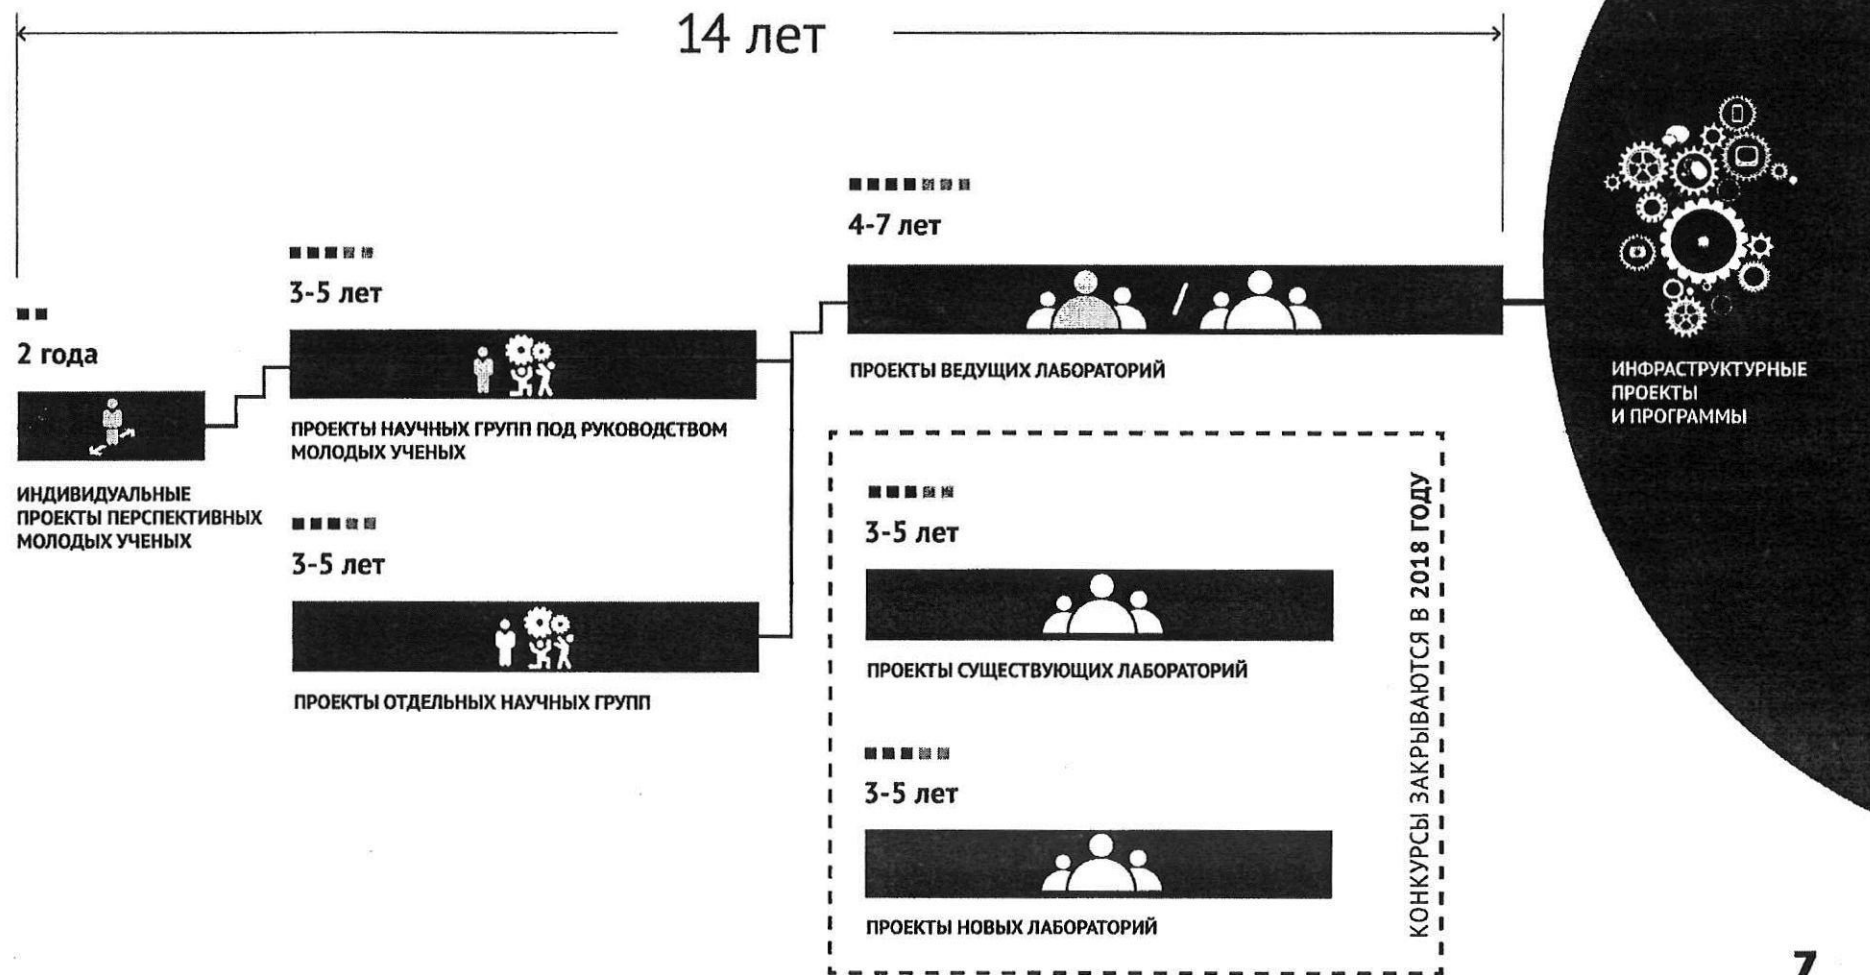 14 лет
2 года
ИНДИВИДУАЛЬНЫЕ
ПРОЕКТЫ ПЕРСПЕКТИВНЫХ
МОЛОДЫХ УЧЕНЫХ
3-5 лет
ПРОЕКТЫ НАУЧНЫХ ГРУПП ПОД РУКОВОДСТВОМ
МОЛОДЫХ УЧЕНЫХ
3-5 лет
ПРОЕКТЫ ОТДЕЛЬНЫХ НАУЧНЫХ ГРУПП
4-7 лет
ПРОЕКТЫ ВЕДУЩИХ ЛАБОРАТОРИЙ
3-5 лет
ПРОЕКТЫ СУЩЕСТВУЮЩИХ ЛАБОРАТОРИЙ
3-5 лет
ПРОЕКТЫ НОВЫХ ЛАБОРАТОРИЙ
КОНКУРСЫ ЗАКРЫВАЮТСЯ В 2018 ГОДУ
ИНФРАСТРУКТУРНЫЕ
ПРОЕКТЫ
И ПРОГРАММЫ
7